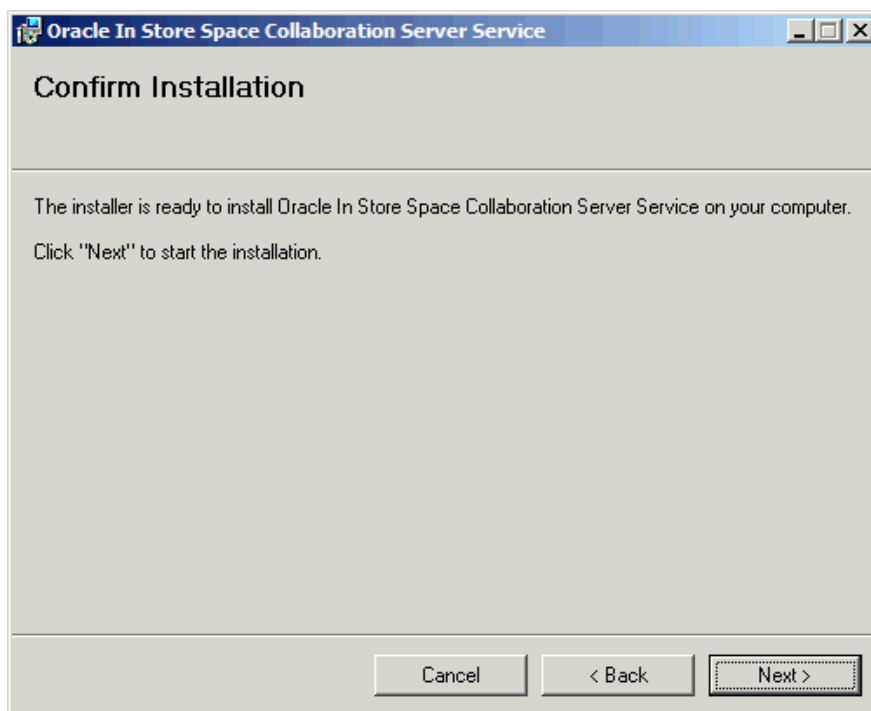 Oracle In Store Space Collaboration Server Service
Confirm Installation
The installer is ready to install Oracle In Store Space Collaboration Server Service on your computer.
Click "Next" to start the installation.
Cancel
< Back
Next >